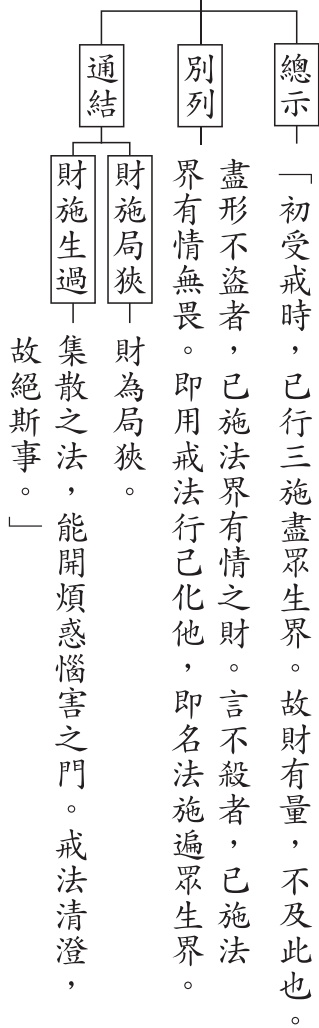 總示
「初受戒時，已行三施盡眾生界。故財有量，不及此也。
別列
盡形不盜者，已施法界有情之財。言不殺者，已施法
界有情無畏。即用戒法行己化他，即名法施遍眾生界。
通結
財施局狹
財為局狹。
財施生過
集散之法，能開煩惑惱害之門。戒法清澄，
故絕斯事。」